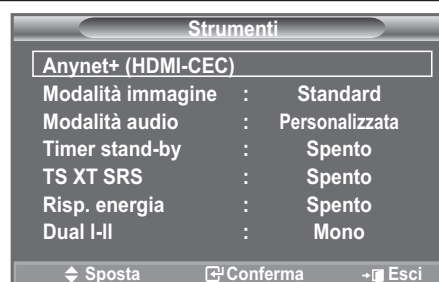 Strumenti
Anynet+ (HDMI-CEC)
Modalità immagine : Standard
Modalità audio : Personalizzata
Timer stand-by : Spento
TS XT SRS : Spento
Risp. energia : Spento
Dual I-II : Mono
Sposta Conferma Esci